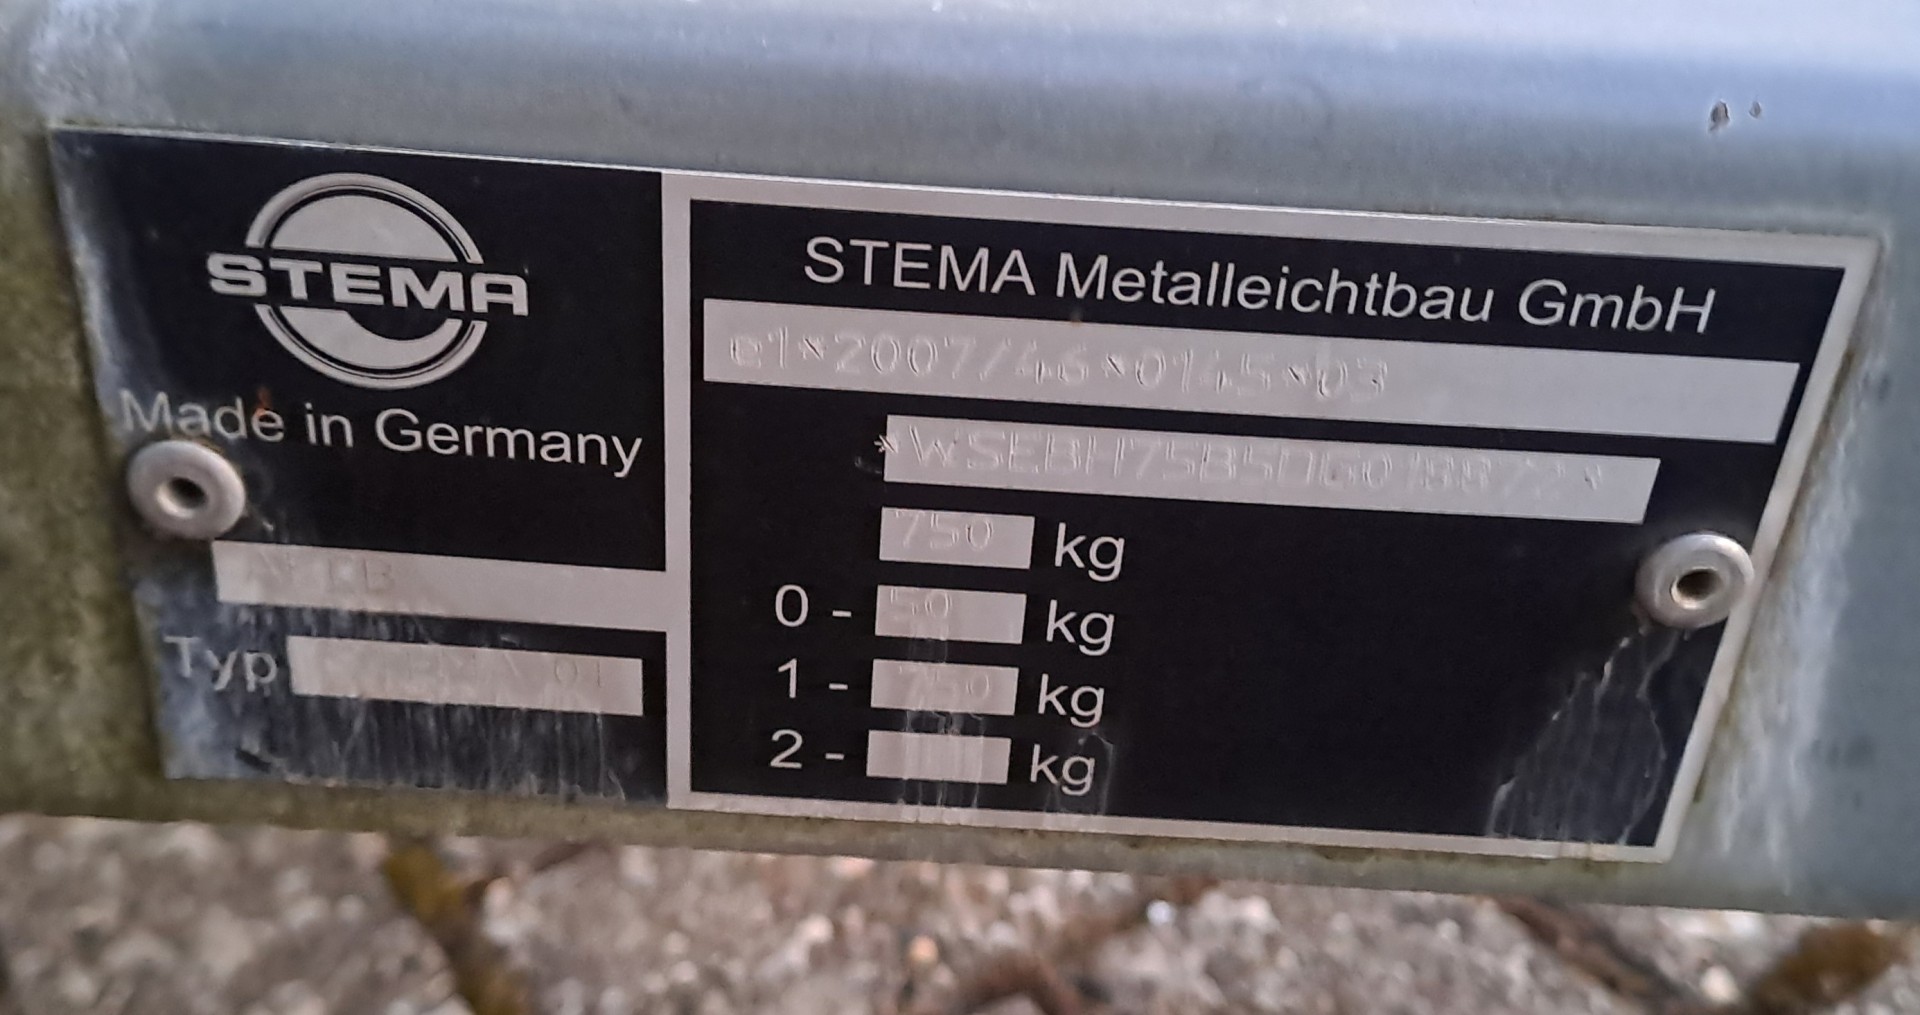 STEMA
Made in Germany
Typ
STEMA Metalleichtbau GmbH
e1*2007/46*0145*03
750 kg
0 - 50 kg
1 - 750 kg
2 - kg